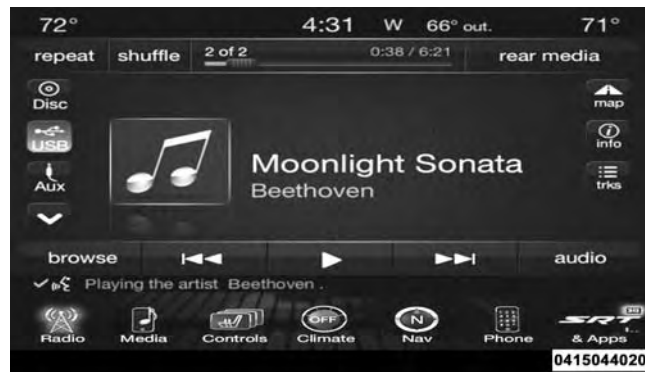 72° 4:31 W 66° out. 71°
repeat shuffle 2 of 2 0:38 / 6:21 rear media
Disc map
USB Moonlight Sonata info
Aux Beethoven trks
browse audio
Playing the artist Beethoven .
OFF N SRT
Radio Media Controls Climate Nav Phone & Apps
0415044020